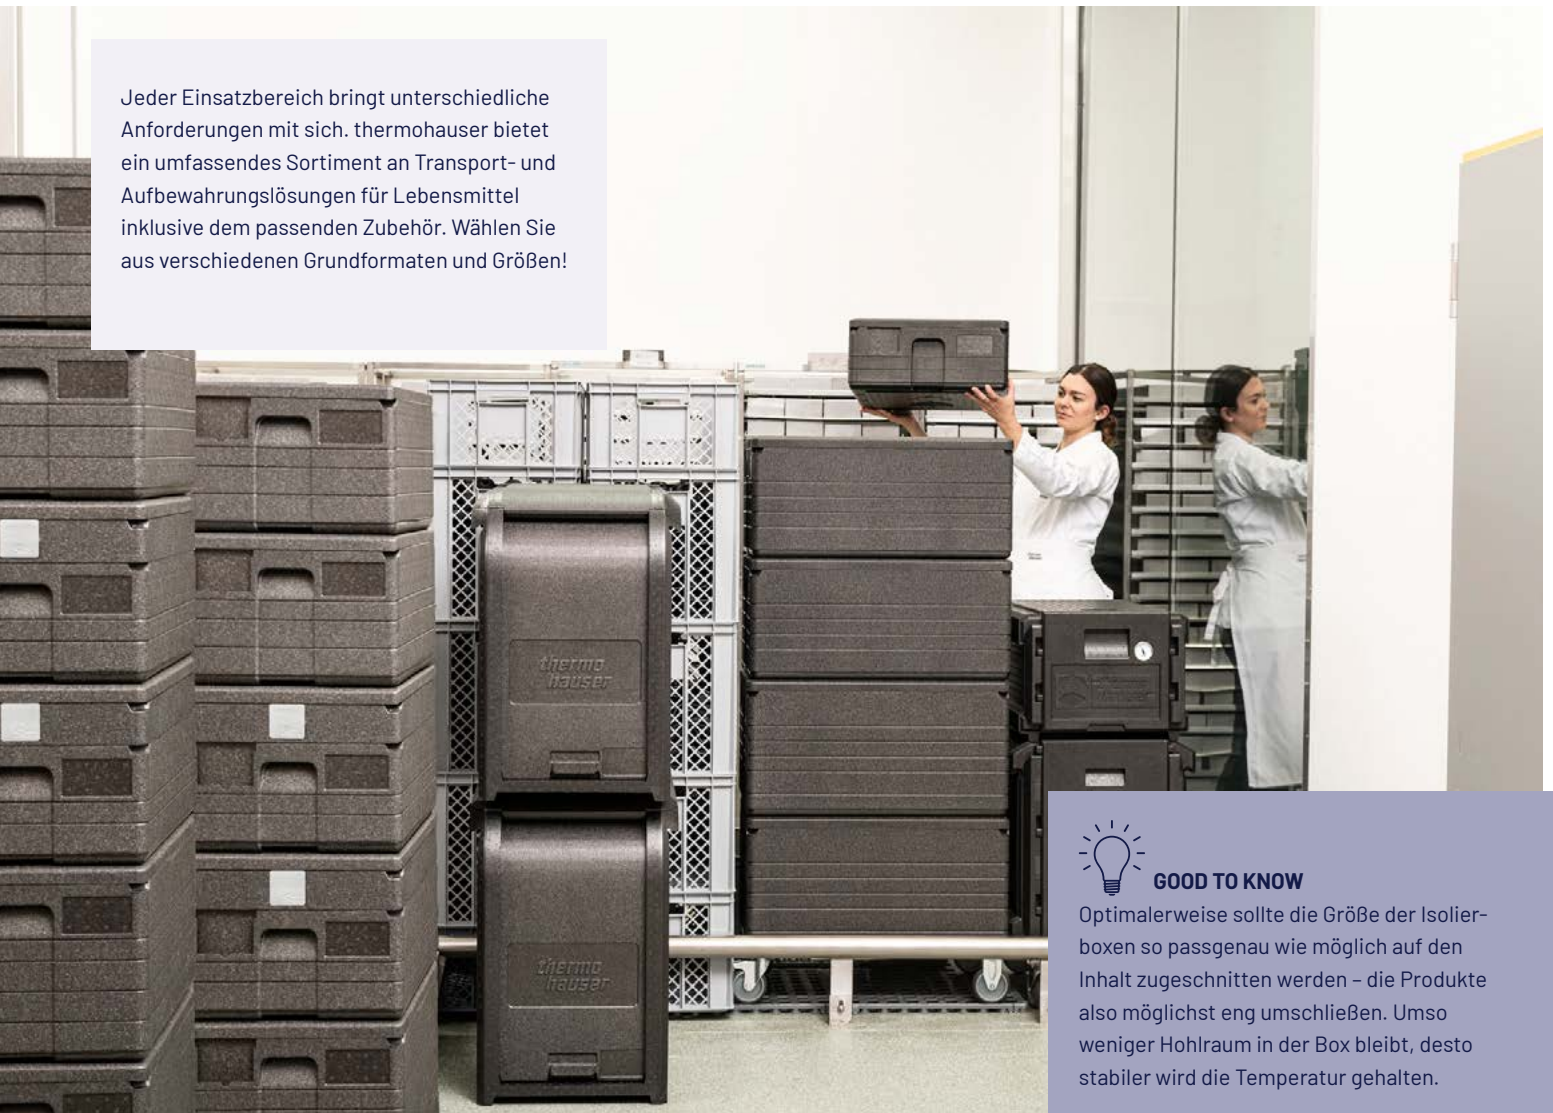 Jeder Einsatzbereich bringt unterschiedliche
Anforderungen mit sich. thermohauser bietet
ein umfassendes Sortiment an Transport- und
Aufbewahrungslösungen für Lebensmittel
inklusive dem passenden Zubehör. Wählen Sie
aus verschiedenen Grundformaten und Größen!
thermo
hauser
thermo
hauser
GOOD TO KNOW
Optimalerweise sollte die Größe der Isolier-
boxen so passgenau wie möglich auf den
Inhalt zugeschnitten werden – die Produkte
also möglichst eng umschließen. Umso
weniger Hohlraum in der Box bleibt, desto
stabiler wird die Temperatur gehalten.